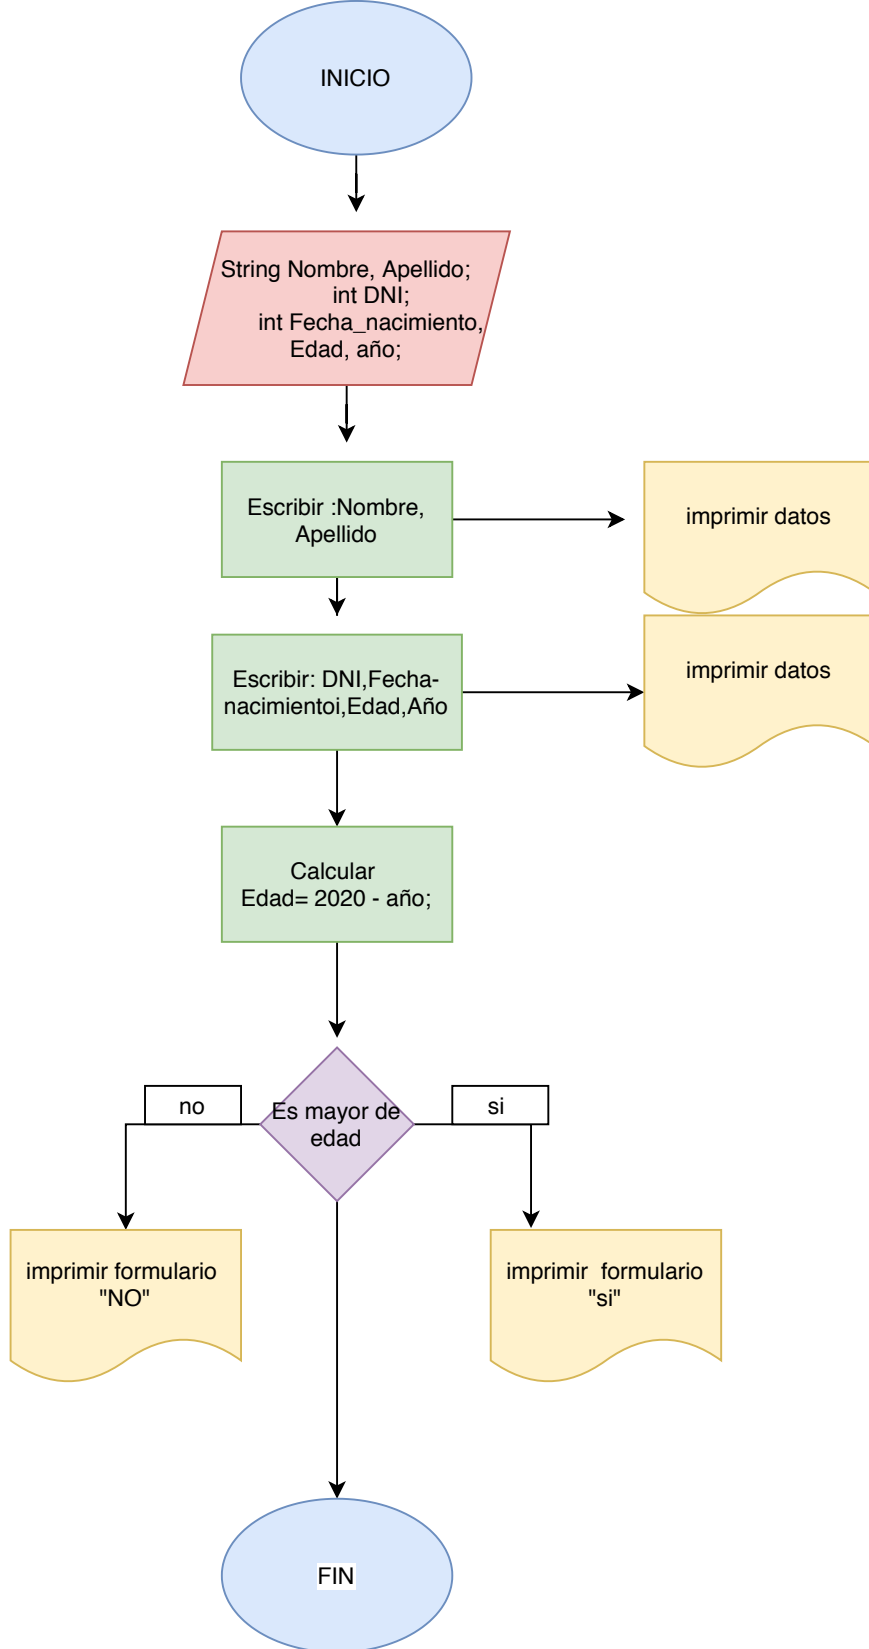 INICIO
String Nombre, Apellido;
int DNI;
int Fecha_nacimiento,
Edad, año;
Escribir :Nombre,
Apellido
imprimir datos
Escribir: DNI,Fecha-
nacimientoi,Edad,Año
imprimir datos
Calcular
Edad= 2020 - año;
no
Es mayor de
edad
si
imprimir formulario
"NO"
imprimir  formulario
"si"
FIN